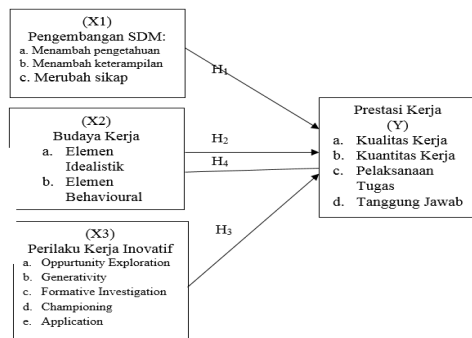 (X1)
Pengembangan SDM:
a. Menambah pengetahuan
b. Menambah keterampilan
c. Merubah sikap
H1
(X2)
Budaya Kerja
a. Elemen
Idealistik
b. Elemen
Behavioural
H2
H4
(X3)
Perilaku Kerja Inovatif
a. Oppurtunity Exploration
b. Generativity
c. Formative Investigation
d. Championing
e. Application
H3
Prestasi Kerja
(Y)
a. Kualitas Kerja
b. Kuantitas Kerja
c. Pelaksanaan
Tugas
d. Tanggung Jawab